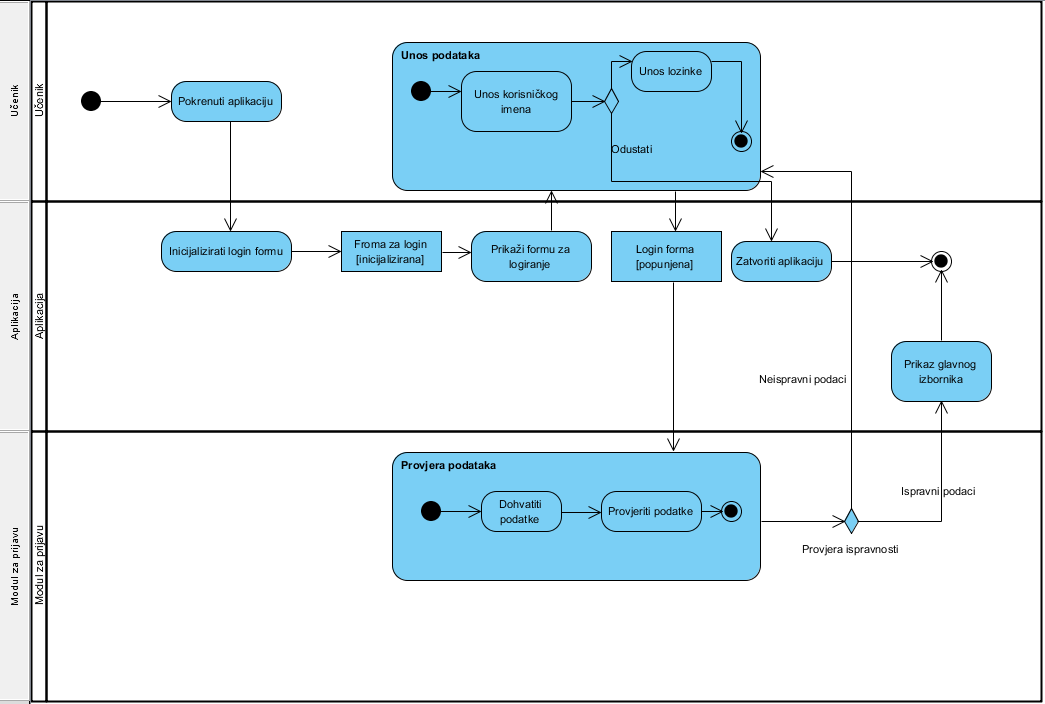 Učenik
Učenik
Pokrenuti aplikaciju
Unos podataka
Unos korisničkog
imena
Unos lozinke
Odustati
Aplikacija
Aplikacija
Inicijalizirati login formu
Froma za login
[inicijalizirana]
Prikaži formu za
logiranje
Login forma
[popunjena]
Zatvoriti aplikaciju
Neispravni podaci
Prikaz glavnog
izbornika
Modul za prijavu
Modul za prijavu
Provjera podataka
Dohvatiti
podatke
Provjeriti podatke
Ispravni podaci
Provjera ispravnosti